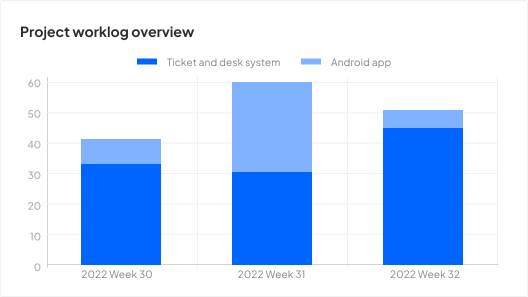 Project worklog overview
Ticket and desk system Android app
60
50
40
30
20
10
0
2022 Week 30 2022 Week 31 2022 Week 32